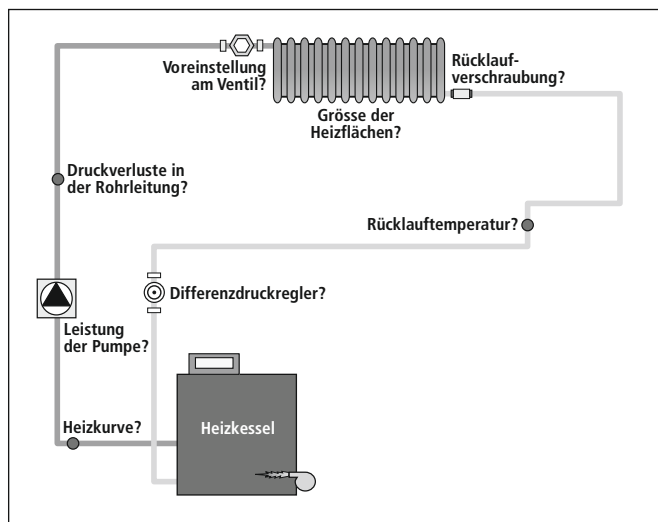 Voreinstellung
am Ventil?
Rücklauf-
verschraubung?
Grösse der
Heizflächen?
Druckverluste in
der Rohrleitung?
Rücklauftemperatur?
Differenzdruckregler?
Leistung
der Pumpe?
Heizkurve?
Heizkessel